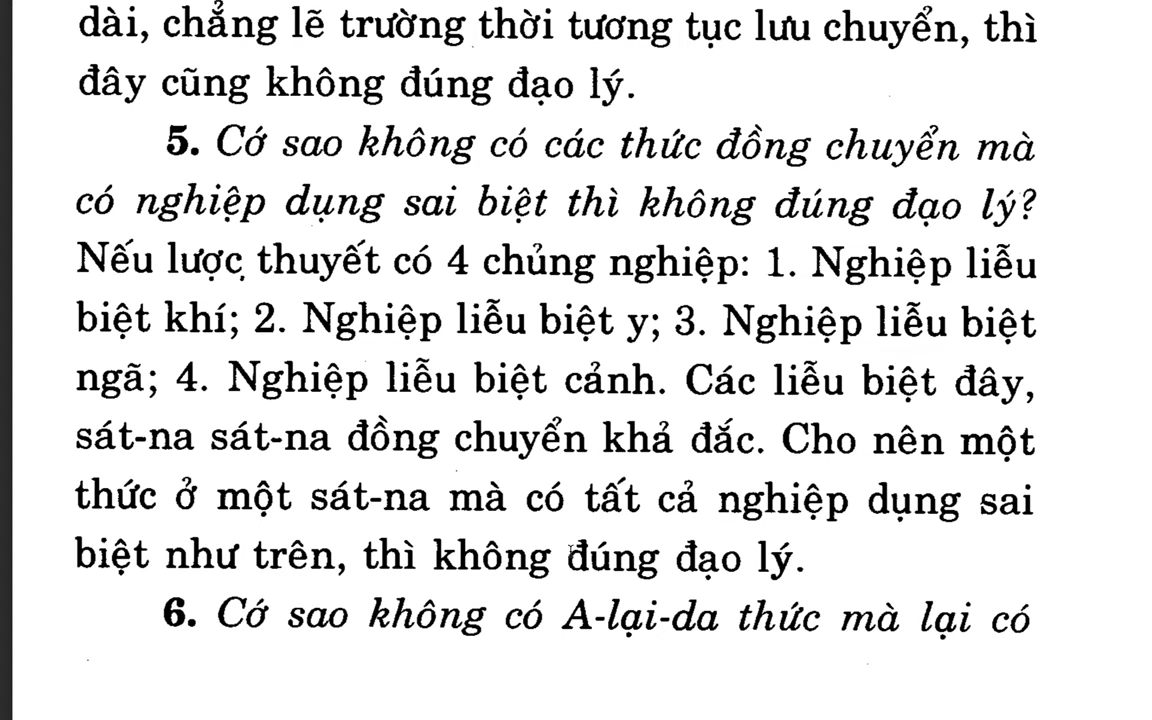 dài, chẳng lẽ trường thời tương tục lưu chuyển, thì
đây cũng không đúng đạo lý.
5. Cớ sao không có các thức đồng chuyển mà
có nghiệp dụng sai biệt thì không đúng đạo lý?
Nếu lược thuyết có 4 chủng nghiệp: 1. Nghiệp liễu
biệt khí; 2. Nghiệp liễu biệt y; 3. Nghiệp liễu biệt
ngã; 4. Nghiệp liễu biệt cảnh. Các liễu biệt đây,
sát-na sát-na đồng chuyển khả đắc. Cho nên một
thức ở một sát-na mà có tất cả nghiệp dụng sai
biệt như trên, thì không đúng đạo lý.
6. Cớ sao không có A-lại-da thức mà lại có